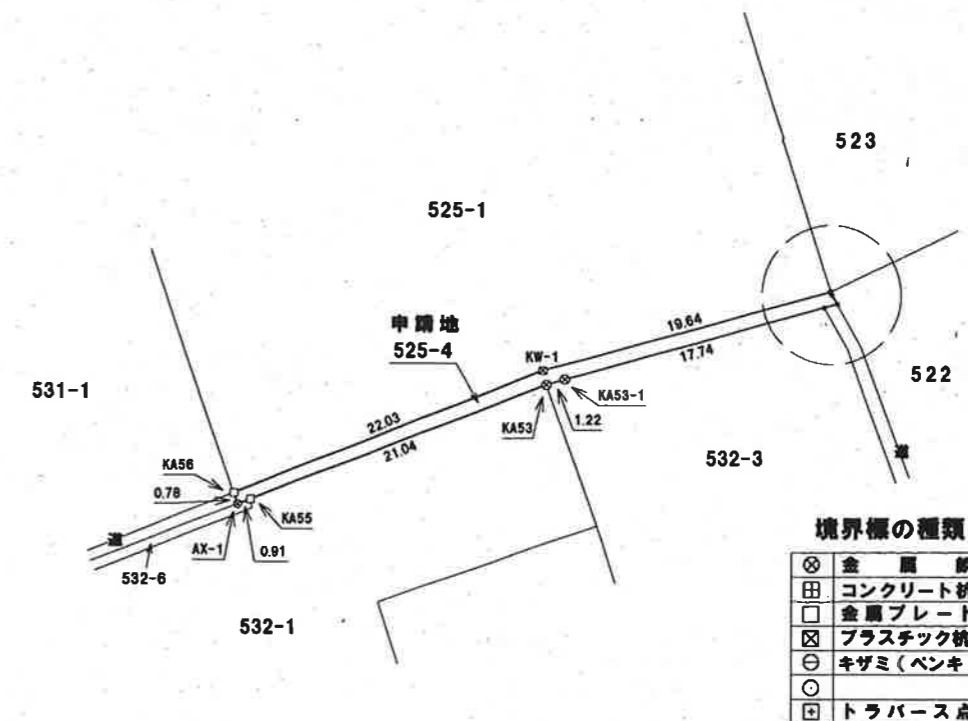 523
525-1
申請地
525-4
19.64
KW-1
17.74
522
531-1
KA53-1
KA53
1.22
22.03
21.04
532-3
KA56
道
0.78
KA55
道
AX-1
0.91
532-6
532-1
境界標の種類
金属鋲
コンクリート杭
金属プレート
プラスチック杭
キザミ(ペンキ
トラバース点